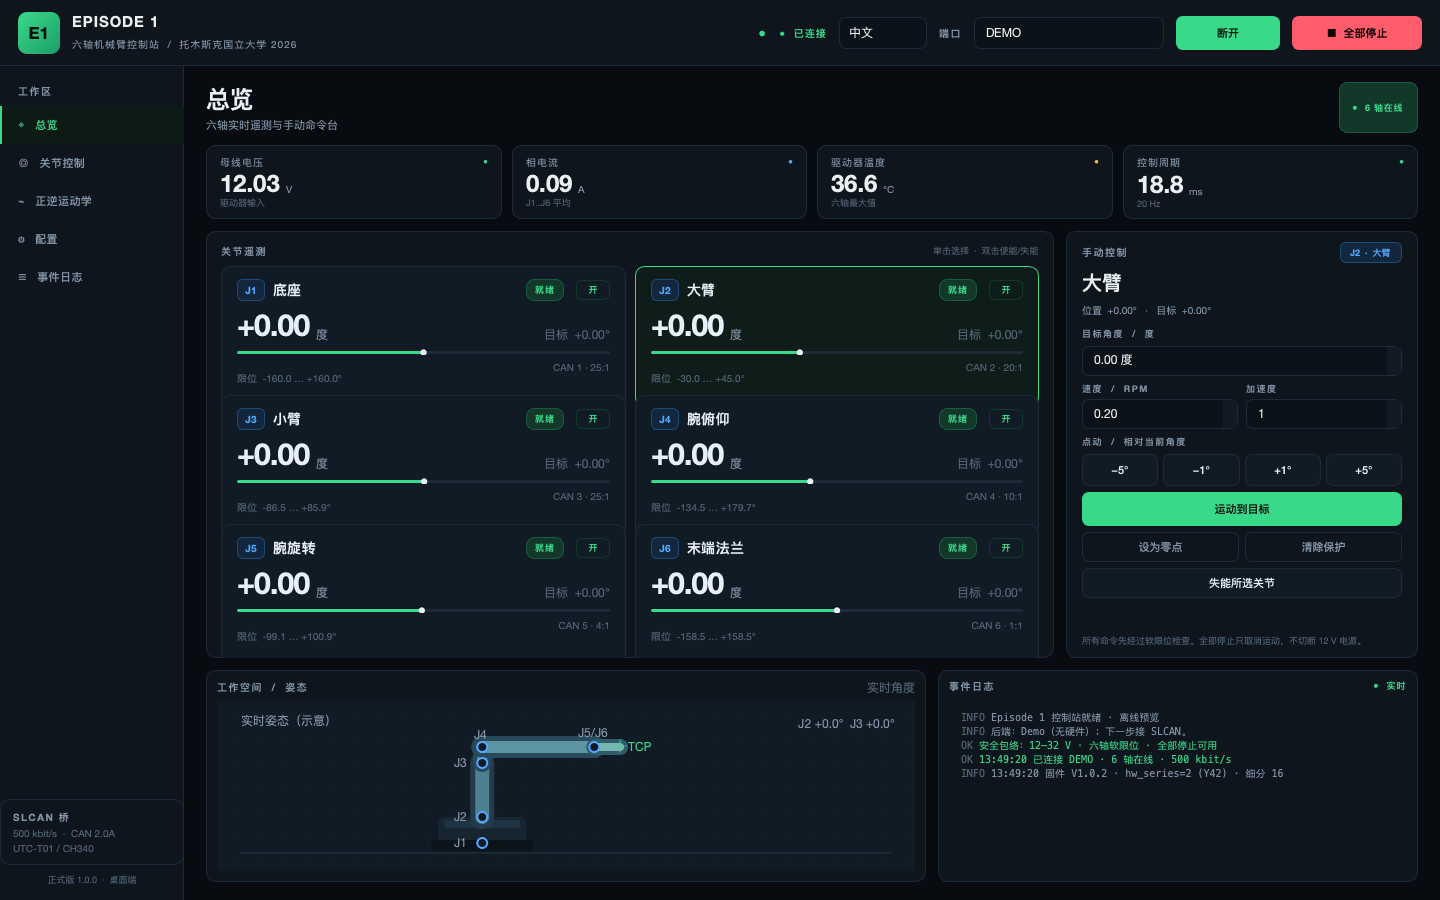 E1
EPISODE 1
六轴机械臂控制站 / 托木斯克国立大学 2026
已连接
中文
端口
DEMO
断开
全部停止
工作区
总览
关节控制
正逆运动学
配置
事件日志
SLCAN 桥
500 kbit/s · CAN 2.0A
UTC-T01 / CH340
正式版 1.0.0 · 桌面端
总览
六轴实时遥测与手动命令台
6 轴在线
母线电压
12.03 V
驱动器输入
相电流
0.09 A
J1..J6 平均
驱动器温度
36.6 °C
六轴最大值
控制周期
18.8 ms
20 Hz
关节遥测
单击选择 · 双击使能/失能
J1 底座 就绪 开
+0.00 度 目标 +0.00°
CAN 1 · 25:1
限位 -160.0 ... +160.0°
J2 大臂 就绪 开
+0.00 度 目标 +0.00°
CAN 2 · 20:1
限位 -30.0 ... +45.0°
J3 小臂 就绪 开
+0.00 度 目标 +0.00°
CAN 3 · 25:1
限位 -86.5 ... +85.9°
J4 腕俯仰 就绪 开
+0.00 度 目标 +0.00°
CAN 4 · 10:1
限位 -134.5 ... +179.7°
J5 腕旋转 就绪 开
+0.00 度 目标 +0.00°
CAN 5 · 4:1
限位 -99.1 ... +100.9°
J6 末端法兰 就绪 开
+0.00 度 目标 +0.00°
CAN 6 · 1:1
限位 -158.5 ... +158.5°
手动控制
J2 · 大臂
大臂
位置 +0.00° · 目标 +0.00°
目标角度 / 度
0.00 度
速度 / RPM 加速度
0.20 1
点动 / 相对当前角度
−5° −1° +1° +5°
运动到目标
设为零点 清除保护
失能所选关节
所有命令先经过软限位检查。全部停止只取消运动，不切断 12 V 电源。
工作空间 / 姿态
实时角度
实时姿态（示意）
J2 +0.0° J3 +0.0°
J4
J5/J6
TCP
J3
J2
J1
事件日志
实时
INFO Episode 1 控制站就绪 · 离线预览
INFO 后端：Demo（无硬件）；下一步接 SLCAN。
OK 安全包络：12–32 V · 六轴软限位 · 全部停止可用
OK 13:49:20 已连接 DEMO · 6 轴在线 · 500 kbit/s
INFO 13:49:20 固件 V1.0.2 · hw_series=2 (Y42) · 细分 16